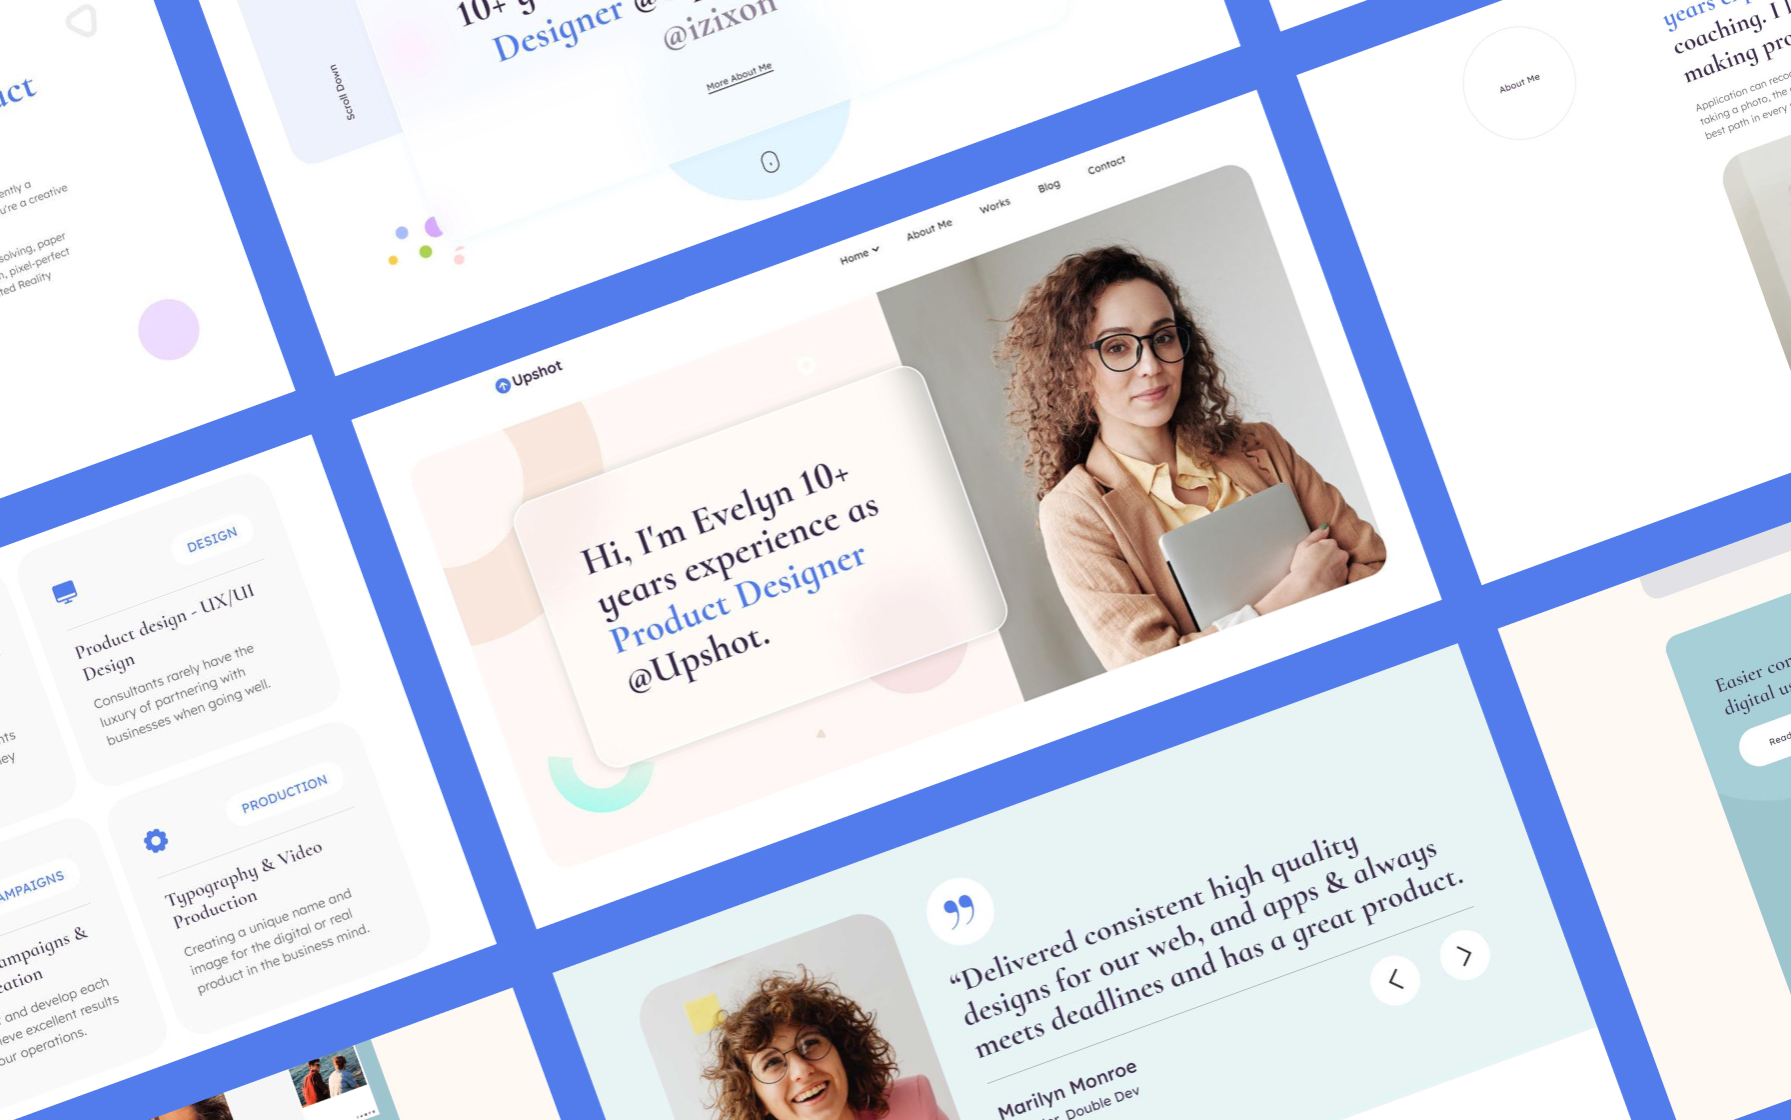 10+
Designer
@izixon
More About Me
Scroll Down
About Me
coaching. I
making
Application can
taking a photo, the
best path in every
ently a
u're a creative
solving, paper
n, pixel-perfect
ted Reality
Upshot
Home
About Me
Works
Blog
Contact
Hi, I'm Evelyn 10+
years experience as
Product Designer
@Upshot.
DESIGN
Product design - UX/UI
Design
Consultants rarely have the
luxury of partnering with
businesses when going well.
PRODUCTION
Typography & Video
Production
Creating a unique name and
image for the digital or real
product in the business mind.
AMPAIGNS
ampaigns &
eation
and develop each
ieve excellent results
our operations.
“Delivered consistent high quality
designs for our web, and apps & always
meets deadlines and has a great product.
Marilyn Monroe
Double Dev
Easier
digital
Read